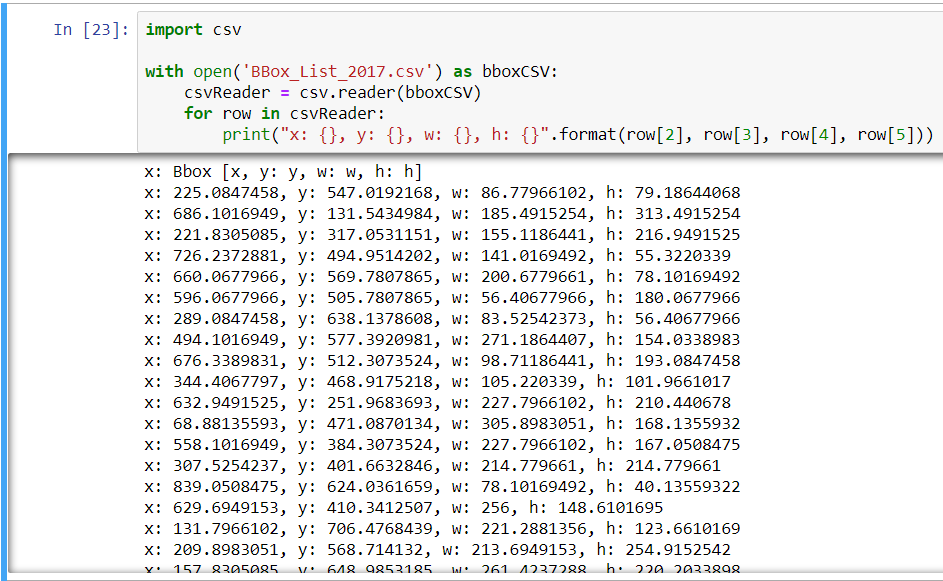 In [23]:
import csv
with open('BBox_List_2017.csv') as bboxCSV:
    csvReader = csv.reader(bboxCSV)
    for row in csvReader:
        print("x: {}, y: {}, w: {}, h: {}".format(row[2], row[3], row[4], row[5]))
x: Bbox [x, y: y, w: w, h: h]
x: 225.0847458, y: 547.0192168, w: 86.77966102, h: 79.18644068
x: 686.1016949, y: 131.5434984, w: 185.4915254, h: 313.4915254
x: 221.8305085, y: 317.0531151, w: 155.1186441, h: 216.9491525
x: 726.2372881, y: 494.9514202, w: 141.0169492, h: 55.3220339
x: 660.0677966, y: 569.7807865, w: 200.6779661, h: 78.10169492
x: 596.0677966, y: 505.7807865, w: 56.40677966, h: 180.0677966
x: 289.0847458, y: 638.1378608, w: 83.52542373, h: 56.40677966
x: 494.1016949, y: 577.3920981, w: 271.1864407, h: 154.0338983
x: 676.3389831, y: 512.3073524, w: 98.71186441, h: 193.0847458
x: 344.4067797, y: 468.9175218, w: 105.220339, h: 101.9661017
x: 632.9491525, y: 251.9683693, w: 227.7966102, h: 210.440678
x: 68.88135593, y: 471.0870134, w: 305.8983051, h: 168.1355932
x: 558.1016949, y: 384.3073524, w: 227.7966102, h: 167.0508475
x: 307.5254237, y: 401.6632846, w: 214.779661, h: 214.779661
x: 839.0508475, y: 624.0361659, w: 78.10169492, h: 40.13559322
x: 629.6949153, y: 410.3412507, w: 256, h: 148.6101695
x: 131.7966102, y: 706.4768439, w: 221.2881356, h: 123.6610169
x: 209.8983051, y: 568.714132, w: 213.6949153, h: 254.9152542
x: 157.8305085, y: 648.9853185, w: 261.4237288, h: 220.2033898